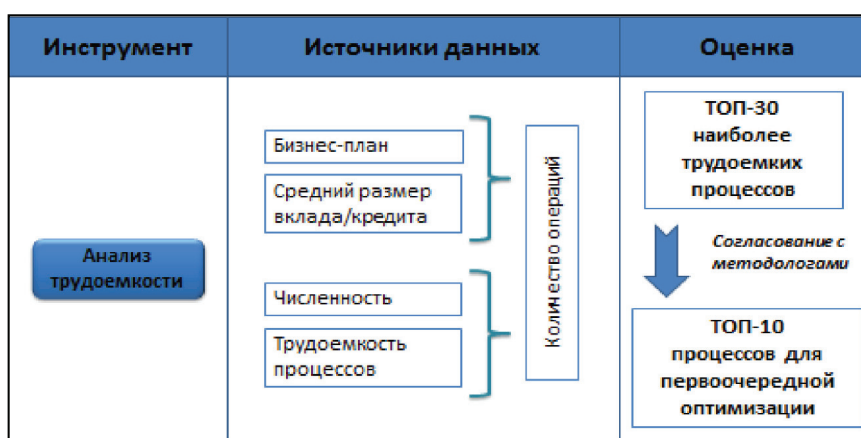 Инструмент
Источники данных
Оценка
Анализ
трудоемкости
Бизнес-план
Средний размер
вклада/кредита
Численность
Трудоемкость
процессов
Количество операций
ТОП-30
наиболее
трудоемких
процессов
Согласование с
методологами
ТОП-10
процессов для
первоочередной
оптимизации